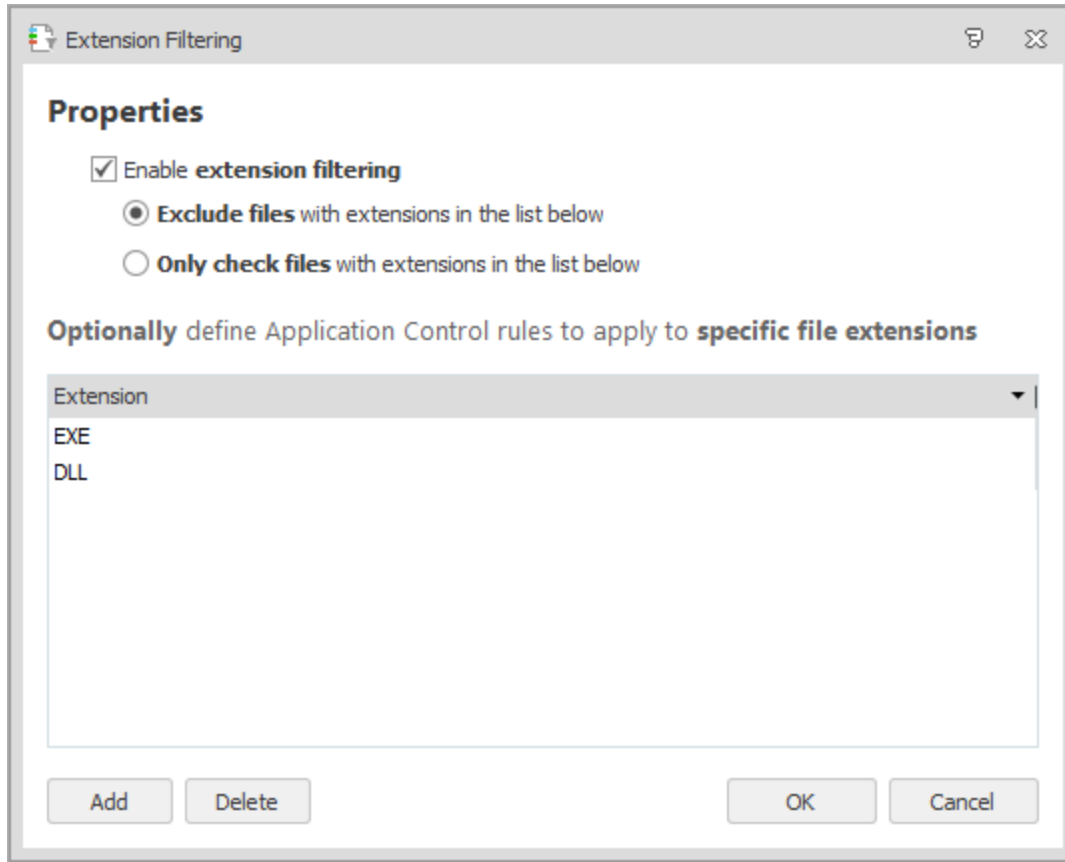 Extension Filtering
Properties
Enable extension filtering
Exclude files with extensions in the list below
Only check files with extensions in the list below
Optionally define Application Control rules to apply to specific file extensions
Extension
EXE
DLL
Add Delete OK Cancel